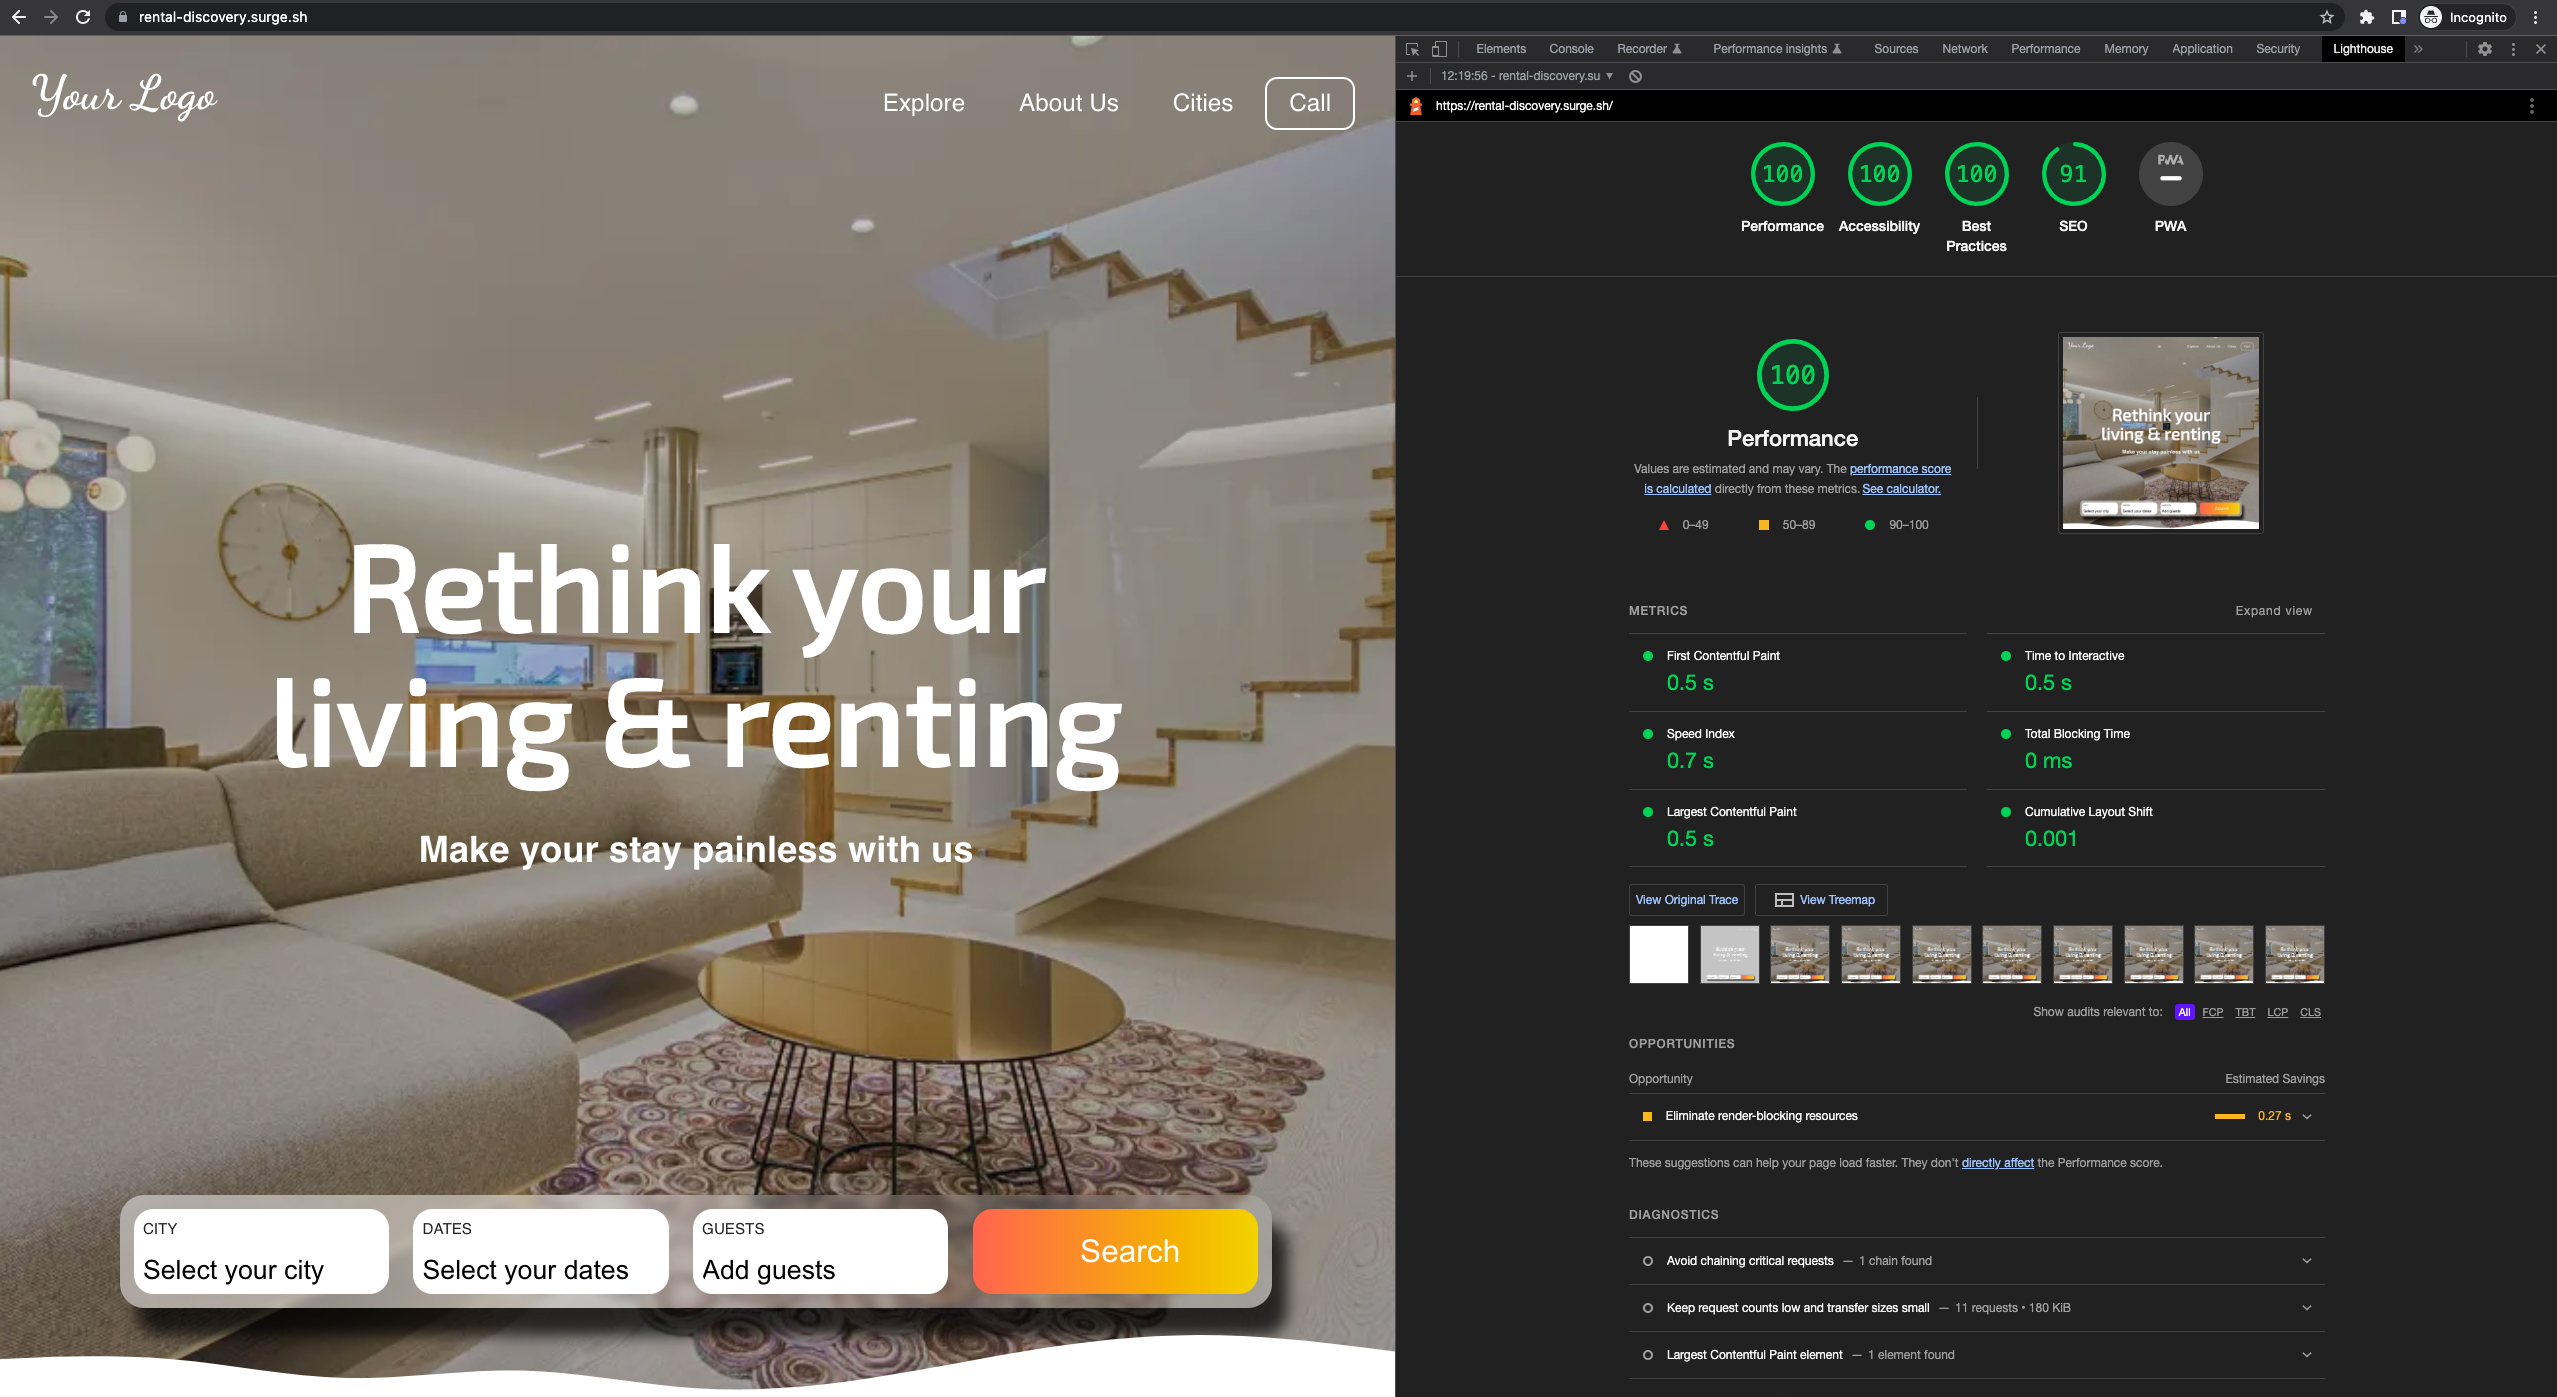 rental-discovery.surge.sh
Incognito
Your Logo
Explore About Us Cities Call
Rethink your
living & renting
Make your stay painless with us
CITY
Select your city
DATES
Select your dates
GUESTS
Add guests
Search
Elements Console Recorder Performance insights Sources Network Performance Memory Application Security Lighthouse
12:19:56 - rental-discovery.su
https://rental-discovery.surge.sh/
100 100 100 91 PWA
Performance Accessibility Best Practices SEO PWA
100
Performance
Values are estimated and may vary. The performance score
is calculated directly from these metrics. See calculator.
0–49 50–89 90–100
Rethink your
living & renting
Make your stay painless with us
METRICS Expand view
First Contentful Paint
0.5 s
Time to Interactive
0.5 s
Speed Index
0.7 s
Total Blocking Time
0 ms
Largest Contentful Paint
0.5 s
Cumulative Layout Shift
0.001
View Original Trace View Treemap
Show audits relevant to: All FCP TBT LCP CLS
OPPORTUNITIES
Opportunity Estimated Savings
Eliminate render-blocking resources 0.27 s
These suggestions can help your page load faster. They don't directly affect the Performance score.
DIAGNOSTICS
Avoid chaining critical requests — 1 chain found
Keep request counts low and transfer sizes small — 11 requests • 180 KiB
Largest Contentful Paint element — 1 element found